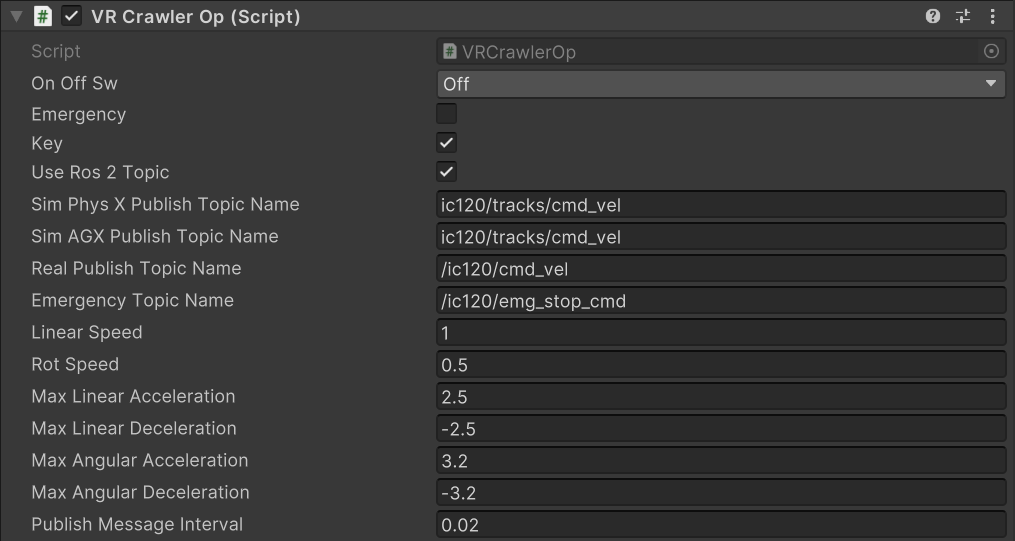 VR Crawler Op (Script)
Script VRCrawlerOp
On Off Sw Off
Emergency
Key
Use Ros 2 Topic
Sim Phys X Publish Topic Name ic120/tracks/cmd_vel
Sim AGX Publish Topic Name ic120/tracks/cmd_vel
Real Publish Topic Name /ic120/cmd_vel
Emergency Topic Name /ic120/emg_stop_cmd
Linear Speed 1
Rot Speed 0.5
Max Linear Acceleration 2.5
Max Linear Deceleration -2.5
Max Angular Acceleration 3.2
Max Angular Deceleration -3.2
Publish Message Interval 0.02